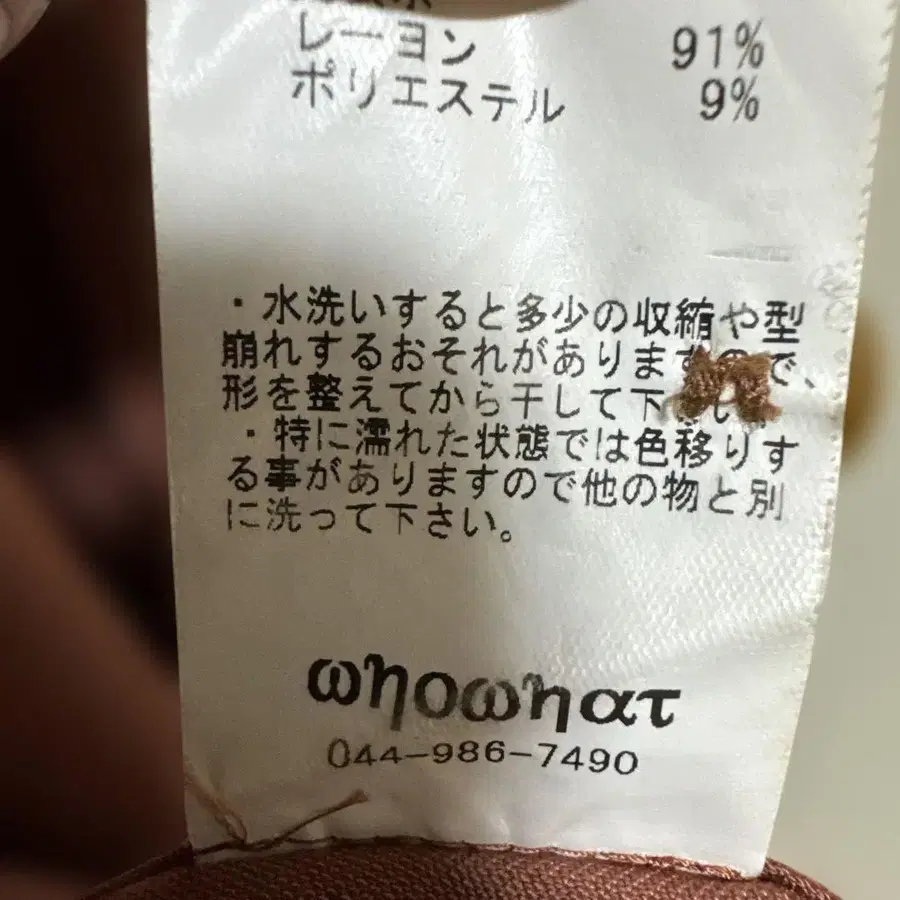 レーヨン 91%
ポリエステル 9%
・水洗いすると多少の収縮や型
崩れするおそれがありますので、
形を整えてから干して下さい。
・特に濡れた状態では色移りす
る事がありますので他の物と別
に洗って下さい。
ωηοωηατ
044-986-7490